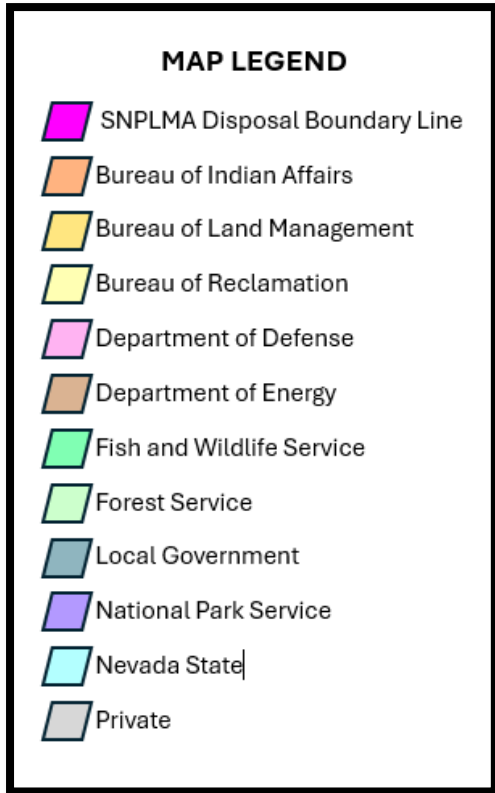 MAP LEGEND
SNPLMA Disposal Boundary Line
Bureau of Indian Affairs
Bureau of Land Management
Bureau of Reclamation
Department of Defense
Department of Energy
Fish and Wildlife Service
Forest Service
Local Government
National Park Service
Nevada State
Private